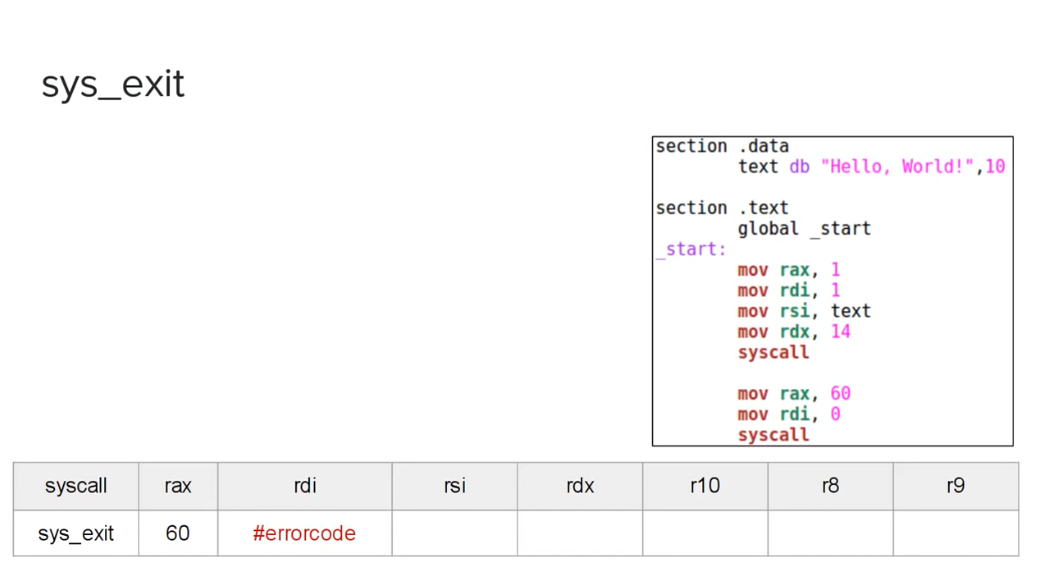 sys_exit
section .data
text db "Hello, World!",10
section .text
global _start
_start:
mov rax, 1
mov rdi, 1
mov rsi, text
mov rdx, 14
syscall
mov rax, 60
mov rdi, 0
syscall
syscall rax rdi rsi rdx r10 r8 r9
sys_exit 60 #errorcode